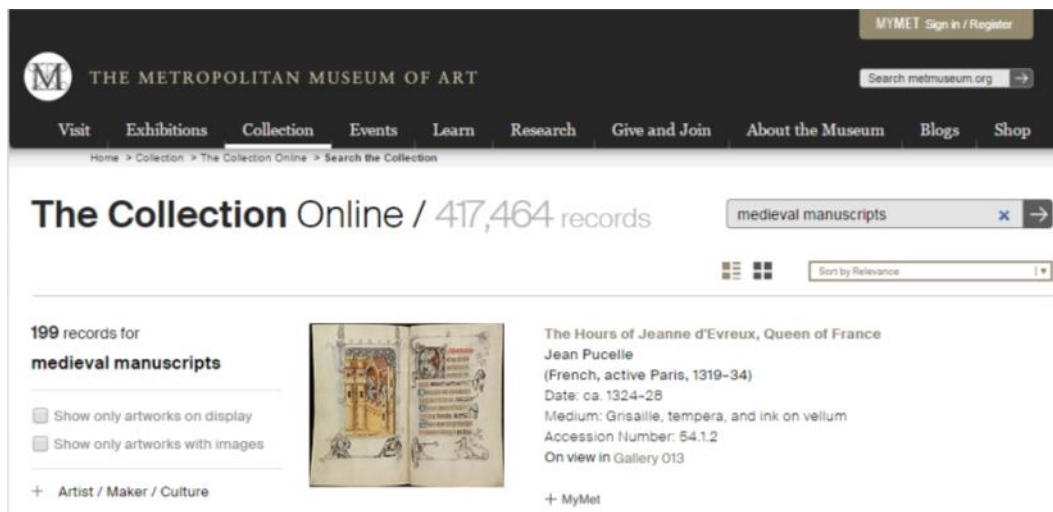 MYMET Sign in / Register
THE METROPOLITAN MUSEUM OF ART
Search metmuseum.org
Visit Exhibitions Collection Events Learn Research Give and Join About the Museum Blogs Shop
Home > Collection > The Collection Online > Search the Collection
The Collection Online / 417,464 records
medieval manuscripts
Sort by Relevance
199 records for
medieval manuscripts
Show only artworks on display
Show only artworks with images
+ Artist / Maker / Culture
The Hours of Jeanne d'Evreux, Queen of France
Jean Pucelle
(French, active Paris, 1319–34)
Date: ca. 1324–28
Medium: Grisaille, tempera, and ink on vellum
Accession Number: 54.1.2
On view in Gallery 013
+ MyMet